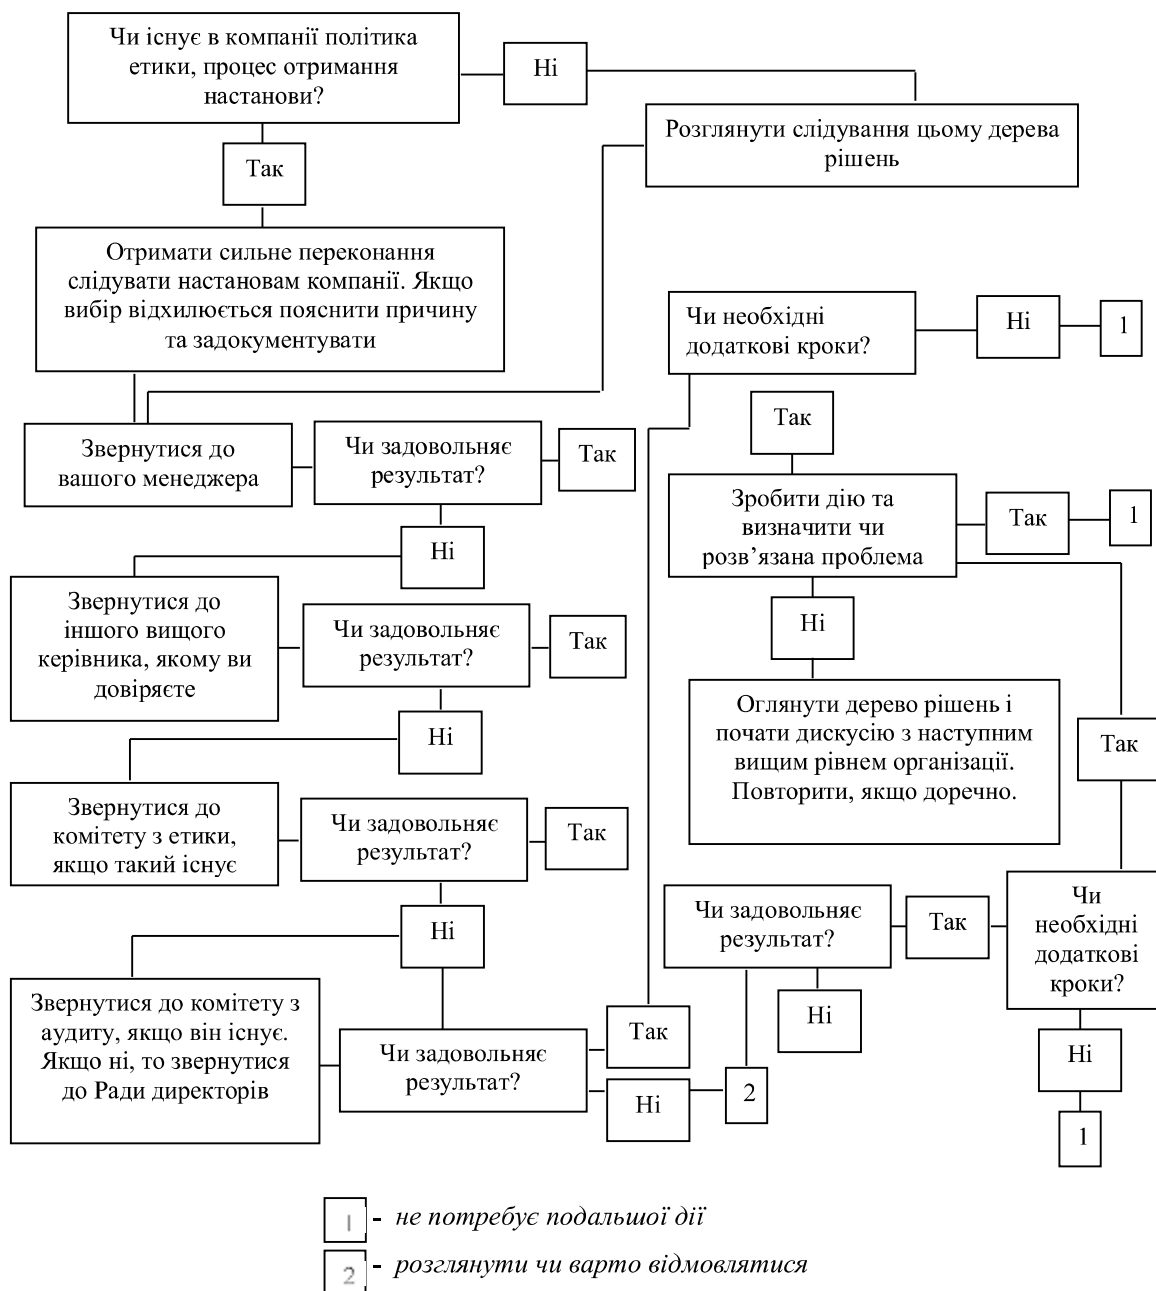 Чи існує в компанії політика
етики, процес отримання
настанови?
Ні
Розглянути слідування цьому дерева
рішень
Так
Отримати сильне переконання
слідувати настановам компанії. Якщо
вибір відхилюється пояснити причину
та задокументувати
Чи необхідні
додаткові кроки?
Ні
1
Так
Звернутися до
вашого менеджера
Чи задовольняє
результат?
Так
Зробити дію та
визначити чи
розв’язана проблема
Так
1
Ні
Звернутися до
іншого вищого
керівника, якому ви
довіряєте
Чи задовольняє
результат?
Так
Ні
Ні
Оглянути дерево рішень і
почати дискусію з наступним
вищим рівнем організації.
Повторити, якщо доречно.
Так
Звернутися до
комітету з етики,
якщо такий існує
Чи задовольняє
результат?
Так
Ні
Чи задовольняє
результат?
Так
Чи
необхідні
додаткові
кроки?
Ні
Звернутися до комітету з
аудиту, якщо він існує.
Якщо ні, то звернутися
до Ради директорів
Чи задовольняє
результат?
Так
Ні
2
Ні
1
1 - не потребує подальшої дії
2 - розглянути чи варто відмовлятися